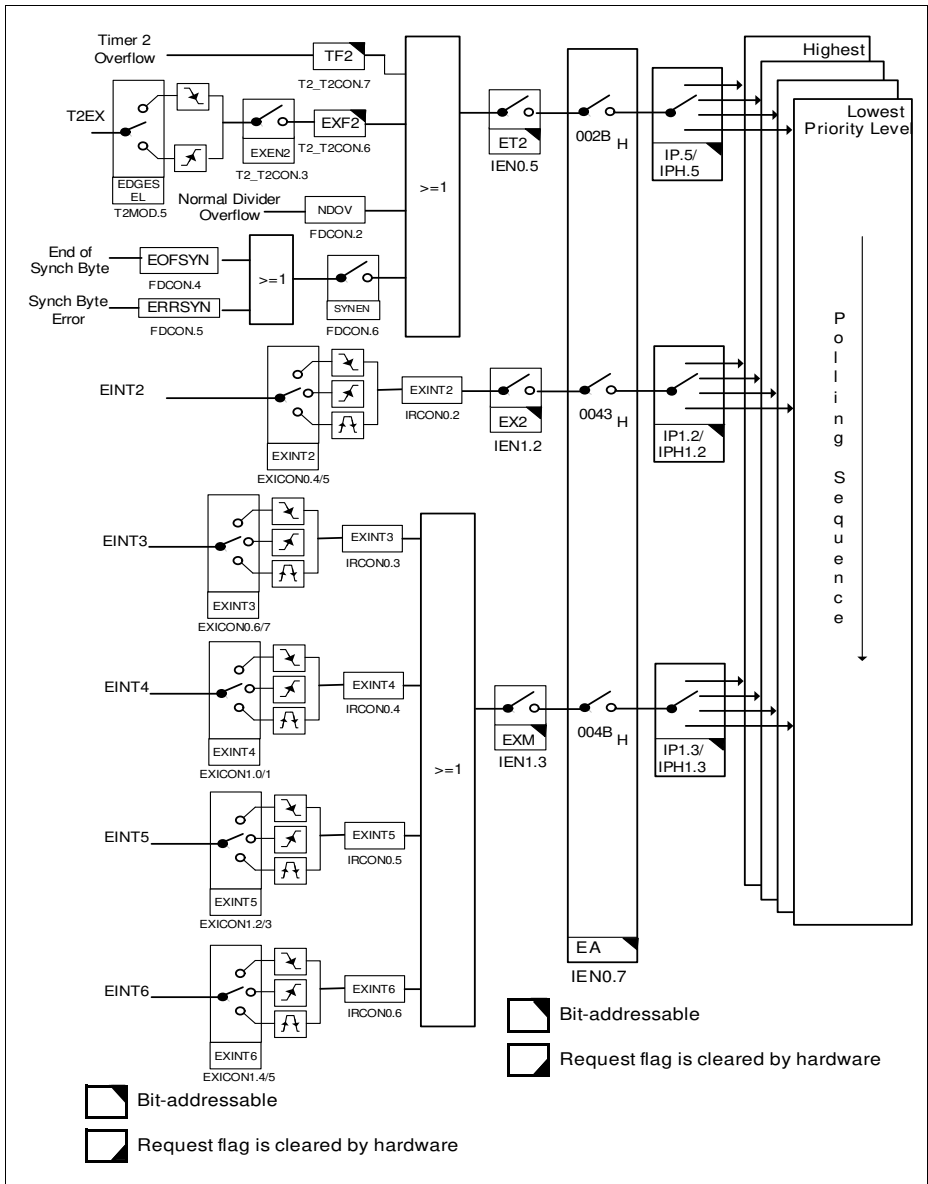 Timer 2
Overflow
TF2
T2_T2CON.7
Highest
Lowest
Priority Level
T2EX
EDGES
EL
T2MOD.5
EXEN2
T2_T2CON.3
EXF2
T2_T2CON.6
ET2
IEN0.5
002B H
IP.5/
IPH.5
>=1
Normal Divider
Overflow
NDOV
FDCON.2
End of
Synch Byte
EOFSYN
FDCON.4
>=1
SYNEN
FDCON.6
Synch Byte
Error
ERRSYN
FDCON.5
Polling Sequence
EINT2
EXINT2
EXICON0.4/5
EXINT2
IRCON0.2
EX2
IEN1.2
0043 H
IP1.2/
IPH1.2
EINT3
EXINT3
EXICON0.6/7
EXINT3
IRCON0.3
EINT4
EXINT4
EXICON1.0/1
EXINT4
IRCON0.4
>=1
EXM
IEN1.3
004B H
IP1.3/
IPH1.3
EINT5
EXINT5
EXICON1.2/3
EXINT5
IRCON0.5
EINT6
EXINT6
EXICON1.4/5
EXINT6
IRCON0.6
EA
IEN0.7
Bit-addressable
Request flag is cleared by hardware
Bit-addressable
Request flag is cleared by hardware